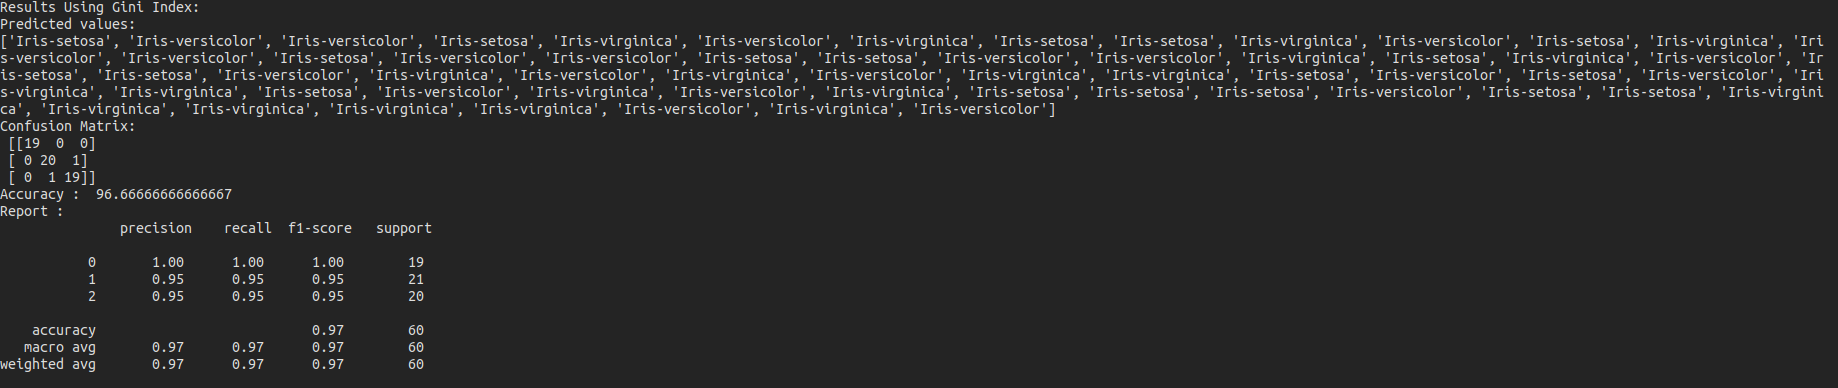 Results Using Gini Index:
Predicted values:
['Iris-setosa', 'Iris-versicolor', 'Iris-versicolor', 'Iris-setosa', 'Iris-virginica', 'Iris-versicolor', 'Iris-virginica', 'Iris-setosa', 'Iris-setosa', 'Iris-virginica', 'Iris-versicolor', 'Iris-setosa', 'Iris-virginica', 'Iri
s-versicolor', 'Iris-versicolor', 'Iris-setosa', 'Iris-versicolor', 'Iris-setosa', 'Iris-setosa', 'Iris-versicolor', 'Iris-versicolor', 'Iris-virginica', 'Iris-setosa', 'Iris-virginica', 'Iris-versicolor', 'Ir
is-setosa', 'Iris-setosa', 'Iris-versicolor', 'Iris-virginica', 'Iris-versicolor', 'Iris-virginica', 'Iris-versicolor', 'Iris-virginica', 'Iris-virginica', 'Iris-setosa', 'Iris-versicolor', 'Iris-setosa', 'Iris-versicolor', 'Iri
s-virginica', 'Iris-virginica', 'Iris-setosa', 'Iris-versicolor', 'Iris-virginica', 'Iris-versicolor', 'Iris-virginica', 'Iris-setosa', 'Iris-setosa', 'Iris-setosa', 'Iris-versicolor', 'Iris-setosa', 'Iris-setosa', 'Iris-virgini
ca', 'Iris-virginica', 'Iris-virginica', 'Iris-virginica', 'Iris-virginica', 'Iris-versicolor', 'Iris-virginica', 'Iris-versicolor']
Confusion Matrix:
[[19 0 0]
[ 0 20 1]
[ 0 1 19]]
Accuracy : 96.66666666666667
Report :
precision recall f1-score support
0 1.00 1.00 1.00 19
1 0.95 0.95 0.95 21
2 0.95 0.95 0.95 20
accuracy 0.97 60
macro avg 0.97 0.97 0.97 60
weighted avg 0.97 0.97 0.97 60